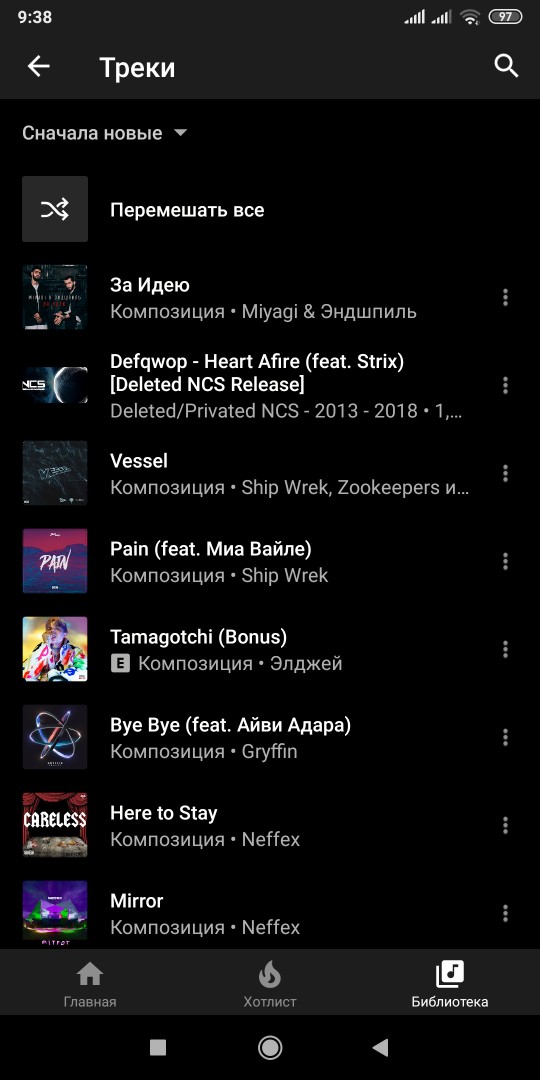 9:38
97
Треки
Сначала новые
Перемешать все
За Идею
Композиция • Miyagi & Эндшпиль
NCS
Defqwop - Heart Afire (feat. Strix)
[Deleted NCS Release]
Deleted/Privated NCS - 2013 - 2018 • 1,...
Vessel
Композиция • Ship Wrek, Zookeepers и...
PAIN
Pain (feat. Миа Вайле)
Композиция • Ship Wrek
Tamagotchi (Bonus)
E Композиция • Элджей
Bye Bye (feat. Айви Адара)
Композиция • Gryffin
CARELESS
Here to Stay
Композиция • Neffex
Mirror
Композиция • Neffex
Главная
Хотлист
Библиотека